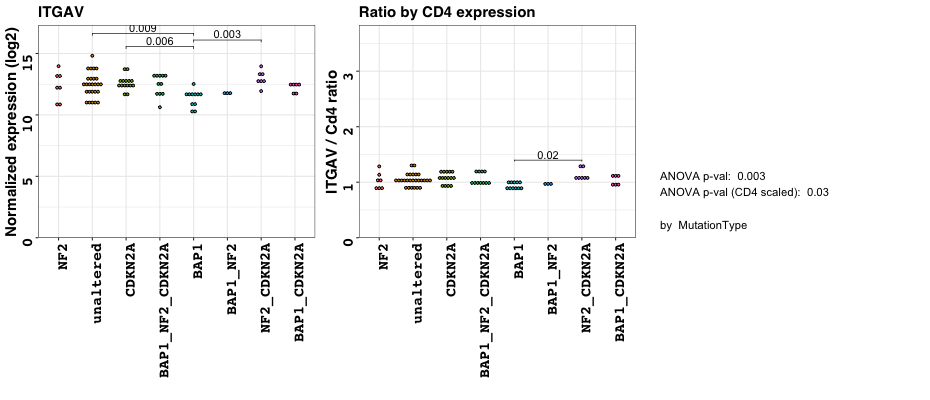 ITGAV
Normalized expression (log2)
15
10
5
0
0.009
0.006
0.003
NF2
unaltered
CDKN2A
BAP1_NF2_CDKN2A
BAP1
BAP1_NF2
NF2_CDKN2A
BAP1_CDKN2A
Ratio by CD4 expression
ITGAV / Cd4 ratio
3
2
1
0
0.02
NF2
unaltered
CDKN2A
BAP1_NF2_CDKN2A
BAP1
BAP1_NF2
NF2_CDKN2A
BAP1_CDKN2A
ANOVA p-val: 0.003
ANOVA p-val (CD4 scaled): 0.03
by MutationType